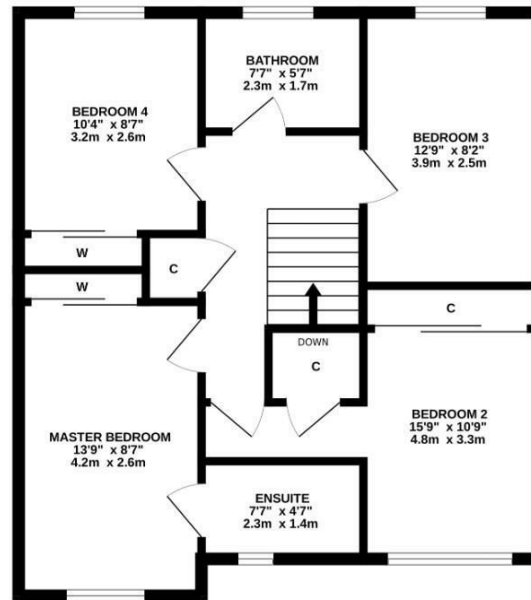 BATHROOM
7'7" x 5'7"
2.3m x 1.7m
BEDROOM 4
10'4" x 8'7"
3.2m x 2.6m
BEDROOM 3
12'9" x 8'2"
3.9m x 2.5m
W
C
W
C
DOWN
C
BEDROOM 2
15'9" x 10'9"
4.8m x 3.3m
MASTER BEDROOM
13'9" x 8'7"
4.2m x 2.6m
ENSUITE
7'7" x 4'7"
2.3m x 1.4m